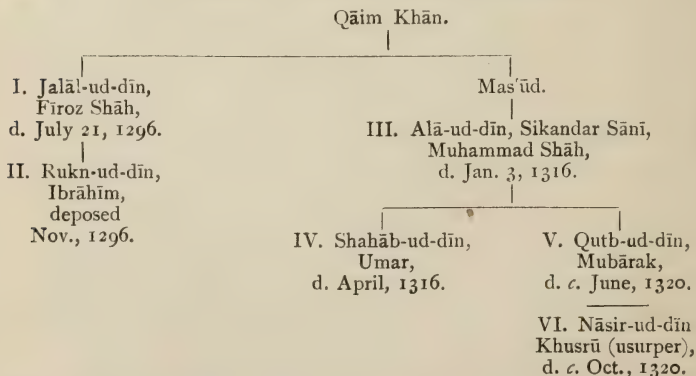 Qāim Khān.
I. Jalāl-ud-dīn,
Fīroz Shāh,
d. July 21, 1296.
II. Rukn-ud-dīn,
Ibrāhīm,
deposed
Nov., 1296.
Mas'ūd.
III. Alā-ud-dīn, Sikandar Sānī,
Muhammad Shāh,
d. Jan. 3, 1316.
IV. Shahāb-ud-dīn,
Umar,
d. April, 1316.
V. Qutb-ud-dīn,
Mubārak,
d. c. June, 1320.
VI. Nāsir-ud-dīn
Khusrū (usurper),
d. c. Oct., 1320.